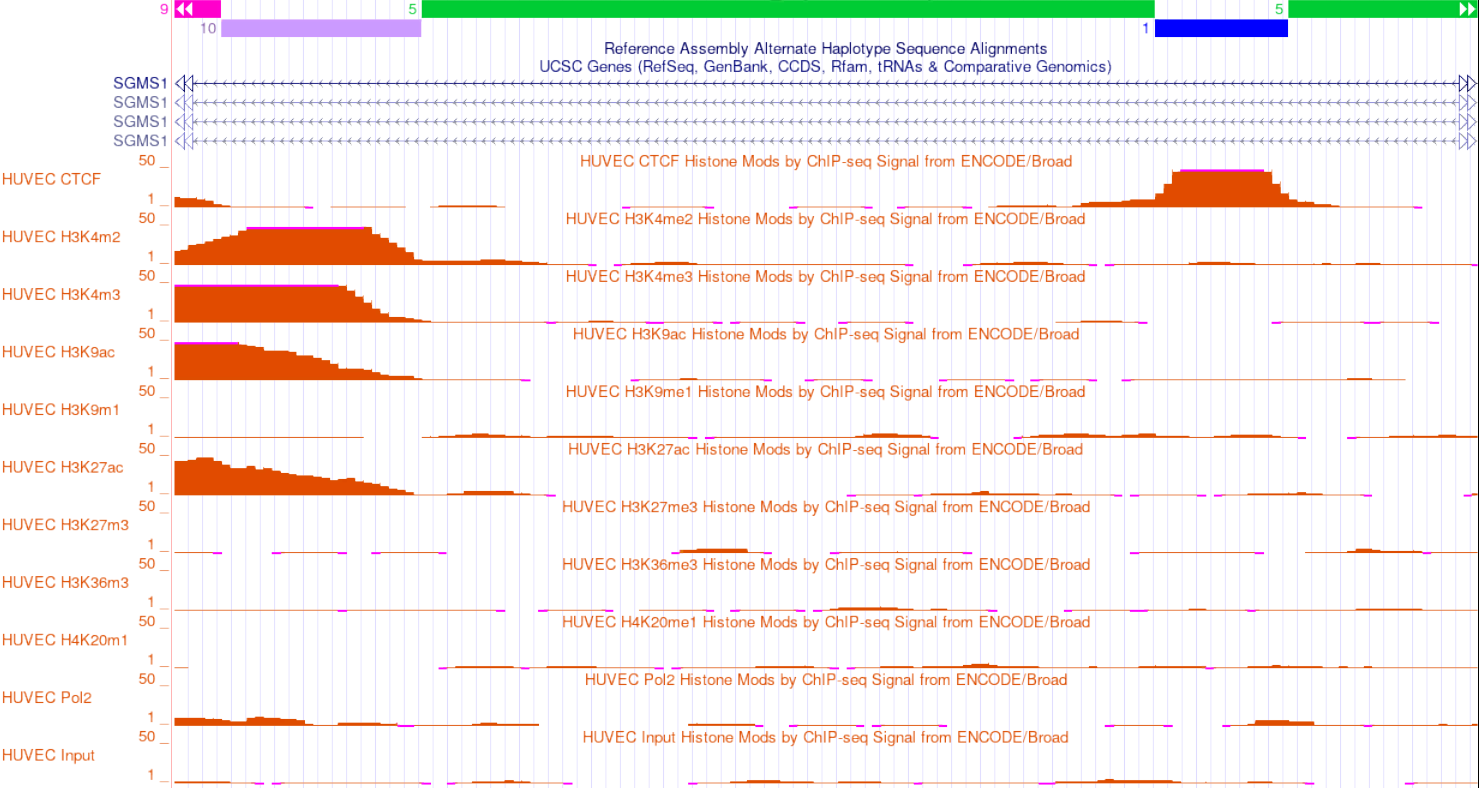 9 5 5
10 1
Reference Assembly Alternate Haplotype Sequence Alignments
UCSC Genes (RefSeq, GenBank, CCDS, Rfam, tRNAs & Comparative Genomics)
SGMS1
SGMS1
SGMS1
SGMS1
50 _ HUVEC CTCF Histone Mods by ChIP-seq Signal from ENCODE/Broad
HUVEC CTCF
1 _
50 _ HUVEC H3K4me2 Histone Mods by ChIP-seq Signal from ENCODE/Broad
HUVEC H3K4m2
1 _
50 _ HUVEC H3K4me3 Histone Mods by ChIP-seq Signal from ENCODE/Broad
HUVEC H3K4m3
1 _
50 _ HUVEC H3K9ac Histone Mods by ChIP-seq Signal from ENCODE/Broad
HUVEC H3K9ac
1 _
50 _ HUVEC H3K9me1 Histone Mods by ChIP-seq Signal from ENCODE/Broad
HUVEC H3K9m1
1 _
50 _ HUVEC H3K27ac Histone Mods by ChIP-seq Signal from ENCODE/Broad
HUVEC H3K27ac
1 _
50 _ HUVEC H3K27me3 Histone Mods by ChIP-seq Signal from ENCODE/Broad
HUVEC H3K27m3
1 _
50 _ HUVEC H3K36me3 Histone Mods by ChIP-seq Signal from ENCODE/Broad
HUVEC H3K36m3
1 _
50 _ HUVEC H4K20me1 Histone Mods by ChIP-seq Signal from ENCODE/Broad
HUVEC H4K20m1
1 _
50 _ HUVEC Pol2 Histone Mods by ChIP-seq Signal from ENCODE/Broad
HUVEC Pol2
1 _
50 _ HUVEC Input Histone Mods by ChIP-seq Signal from ENCODE/Broad
HUVEC Input
1 _